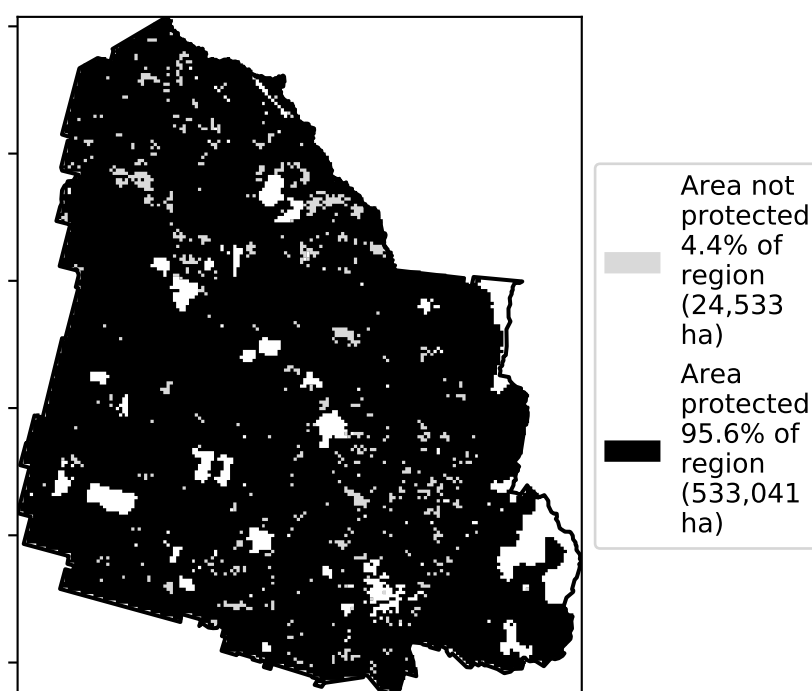 Area not
protected
4.4% of
region
(24,533
ha)
Area
protected
95.6% of
region
(533,041
ha)